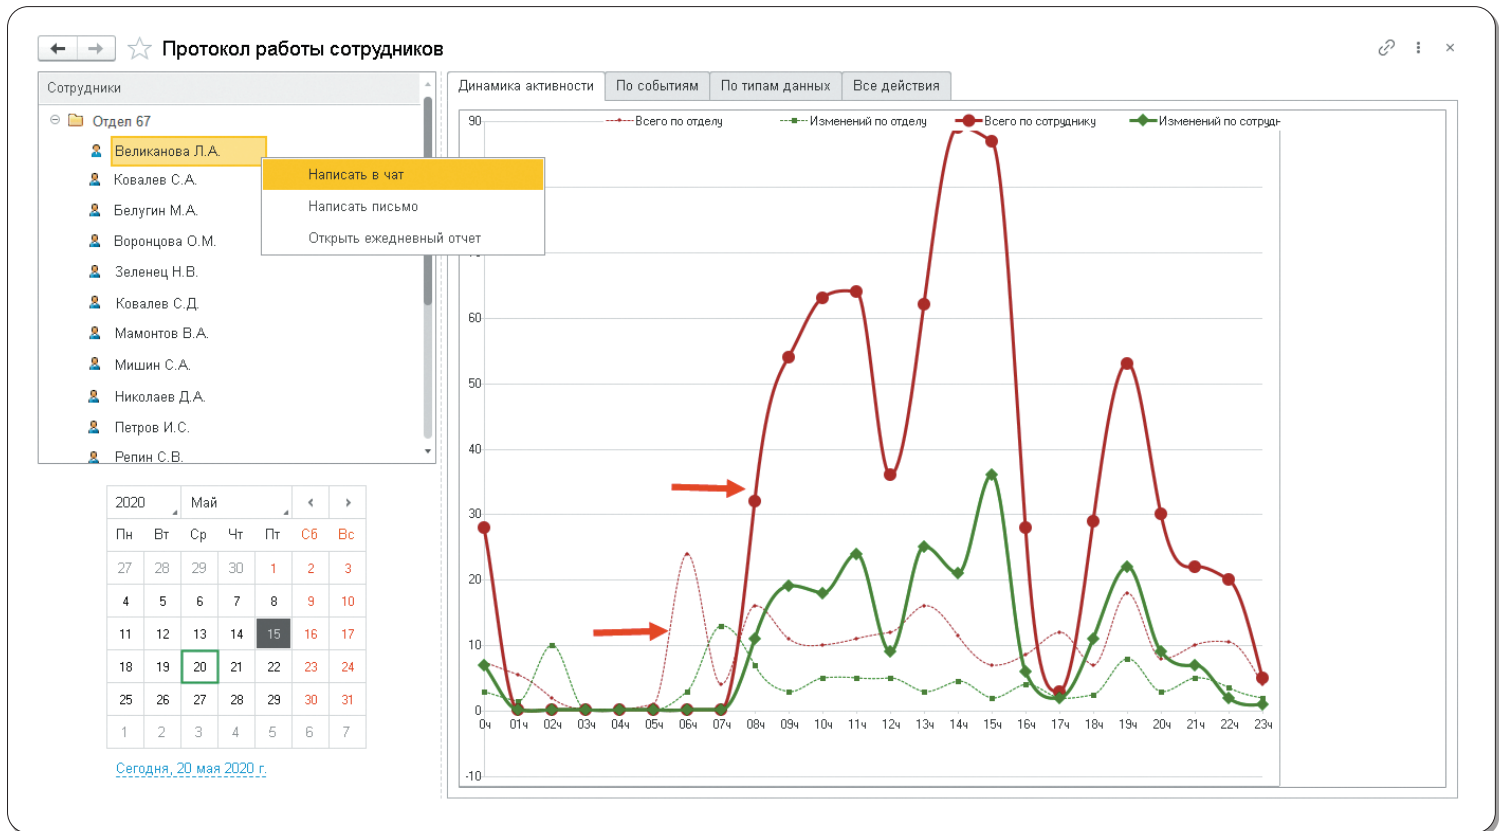 Протокол работы сотрудников
Сотрудники
Отдел 67
Великанова Л.А.
Ковалев С.А.
Белугин М.А.
Воронцова О.М.
Зеленец Н.В.
Ковалев С.Д.
Мамонтов В.А.
Мишин С.А.
Николаев Д.А.
Петров И.С.
Репин С.В.
Написать в чат
Написать письмо
Открыть ежедневный отчет
2020 Май
Пн Вт Ср Чт Пт Сб Вс
27 28 29 30 1 2 3
4 5 6 7 8 9 10
11 12 13 14 15 16 17
18 19 20 21 22 23 24
25 26 27 28 29 30 31
1 2 3 4 5 6 7
Сегодня, 20 мая 2020 г.
Динамика активности По событиям По типам данных Все действия
Всего по отделу Изменений по отделу Всего по сотруднику Изменений по сотрудн
90
60
50
40
30
20
10
0
-10
0ч 01ч 02ч 03ч 04ч 05ч 06ч 07ч 08ч 09ч 10ч 11ч 12ч 13ч 14ч 15ч 16ч 17ч 18ч 19ч 20ч 21ч 22ч 23ч